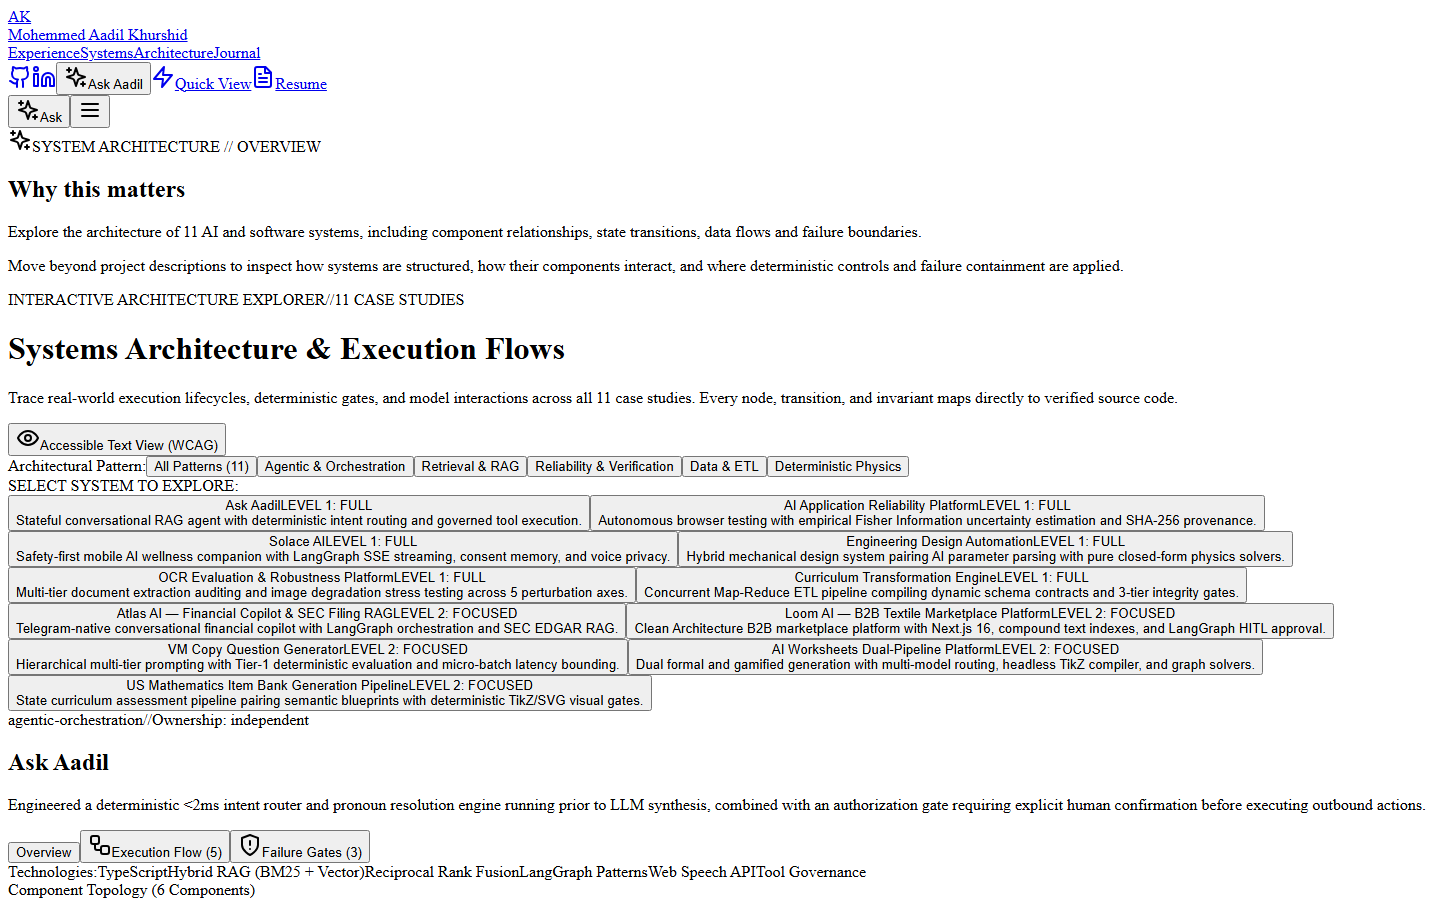 AK
Mohemmed Aadil Khurshid
ExperienceSystemsArchitectureJournal
Ask Aadil Quick View Resume
Ask
SYSTEM ARCHITECTURE // OVERVIEW
Why this matters
Explore the architecture of 11 AI and software systems, including component relationships, state transitions, data flows and failure boundaries.
Move beyond project descriptions to inspect how systems are structured, how their components interact, and where deterministic controls and failure containment are applied.
INTERACTIVE ARCHITECTURE EXPLORER//11 CASE STUDIES
Systems Architecture & Execution Flows
Trace real-world execution lifecycles, deterministic gates, and model interactions across all 11 case studies. Every node, transition, and invariant maps directly to verified source code.
Accessible Text View (WCAG)
Architectural Pattern: All Patterns (11) Agentic & Orchestration Retrieval & RAG Reliability & Verification Data & ETL Deterministic Physics
SELECT SYSTEM TO EXPLORE:
Ask AadilLEVEL 1: FULL
Stateful conversational RAG agent with deterministic intent routing and governed tool execution.
AI Application Reliability PlatformLEVEL 1: FULL
Autonomous browser testing with empirical Fisher Information uncertainty estimation and SHA-256 provenance.
Solace AILEVEL 1: FULL
Safety-first mobile AI wellness companion with LangGraph SSE streaming, consent memory, and voice privacy.
Engineering Design AutomationLEVEL 1: FULL
Hybrid mechanical design system pairing AI parameter parsing with pure closed-form physics solvers.
OCR Evaluation & Robustness PlatformLEVEL 1: FULL
Multi-tier document extraction auditing and image degradation stress testing across 5 perturbation axes.
Curriculum Transformation EngineLEVEL 1: FULL
Concurrent Map-Reduce ETL pipeline compiling dynamic schema contracts and 3-tier integrity gates.
Atlas AI — Financial Copilot & SEC Filing RAGLEVEL 2: FOCUSED
Telegram-native conversational financial copilot with LangGraph orchestration and SEC EDGAR RAG.
Loom AI — B2B Textile Marketplace PlatformLEVEL 2: FOCUSED
Clean Architecture B2B marketplace platform with Next.js 16, compound text indexes, and LangGraph HITL approval.
VM Copy Question GeneratorLEVEL 2: FOCUSED
Hierarchical multi-tier prompting with Tier-1 deterministic evaluation and micro-batch latency bounding.
AI Worksheets Dual-Pipeline PlatformLEVEL 2: FOCUSED
Dual formal and gamified generation with multi-model routing, headless TikZ compiler, and graph solvers.
US Mathematics Item Bank Generation PipelineLEVEL 2: FOCUSED
State curriculum assessment pipeline pairing semantic blueprints with deterministic TikZ/SVG visual gates.
agentic-orchestration//Ownership: independent
Ask Aadil
Engineered a deterministic <2ms intent router and pronoun resolution engine running prior to LLM synthesis, combined with an authorization gate requiring explicit human confirmation before executing outbound actions.
Overview Execution Flow (5) Failure Gates (3)
Technologies:TypeScriptHybrid RAG (BM25 + Vector)Reciprocal Rank FusionLangGraph PatternsWeb Speech APITool Governance
Component Topology (6 Components)